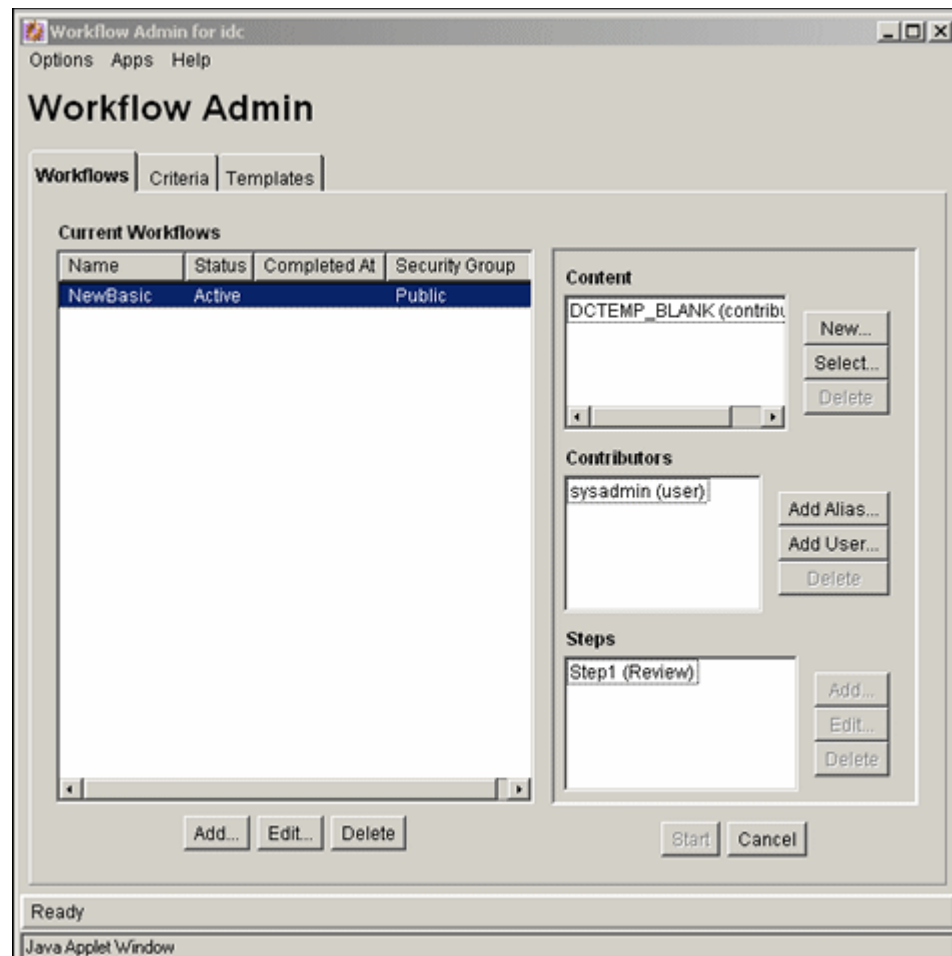 Workflow Admin for idc
Options Apps Help
Workflow Admin
Workflows Criteria Templates
Current Workflows
Name Status Completed At Security Group
NewBasic Active Public
Add... Edit... Delete
Content
DCTEMP_BLANK (contribu
New...
Select...
Delete
Contributors
sysadmin (user)
Add Alias...
Add User...
Delete
Steps
Step1 (Review)
Add...
Edit...
Delete
Start Cancel
Ready
Java Applet Window